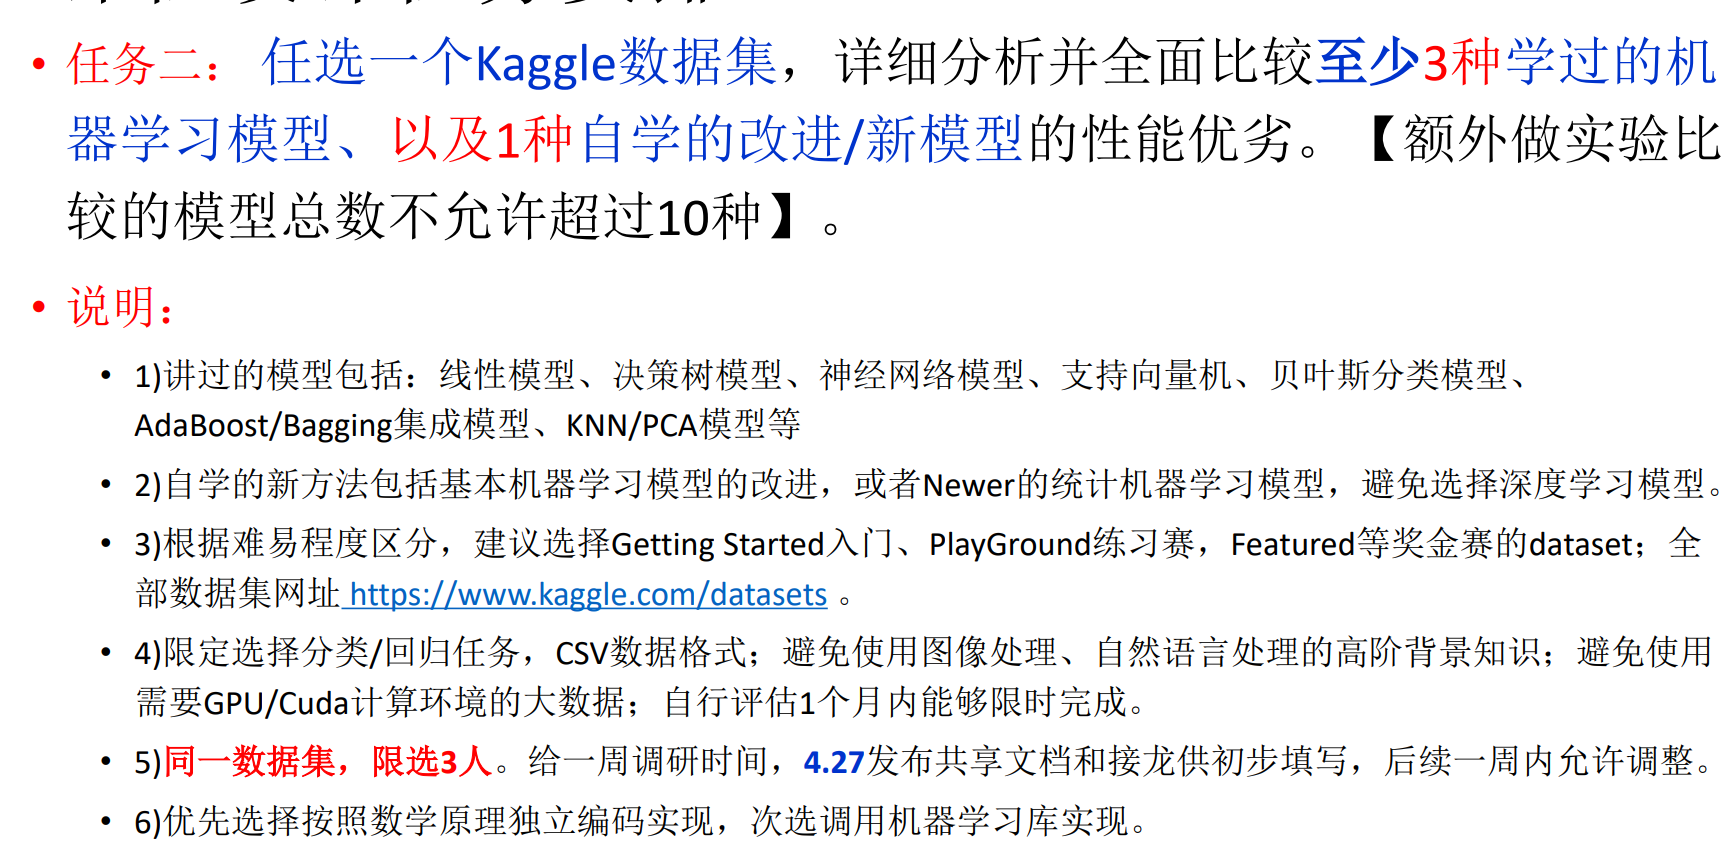 • 任务二： 任选一个Kaggle数据集，详细分析并全面比较至少3种学过的机
器学习模型、以及1种自学的改进/新模型的性能优劣。【额外做实验比
较的模型总数不允许超过10种】。
• 说明：
• 1)讲过的模型包括：线性模型、决策树模型、神经网络模型、支持向量机、贝叶斯分类模型、
AdaBoost/Bagging集成模型、KNN/PCA模型等
• 2)自学的新方法包括基本机器学习模型的改进，或者Newer的统计机器学习模型，避免选择深度学习模型。
• 3)根据难易程度区分，建议选择Getting Started入门、PlayGround练习赛，Featured等奖金赛的dataset；全
部数据集网址 https://www.kaggle.com/datasets 。
• 4)限定选择分类/回归任务，CSV数据格式；避免使用图像处理、自然语言处理的高阶背景知识；避免使用
需要GPU/Cuda计算环境的大数据；自行评估1个月内能够限时完成。
• 5)同一数据集，限选3人。给一周调研时间，4.27发布共享文档和接龙供初步填写，后续一周内允许调整。
• 6)优先选择按照数学原理独立编码实现，次选调用机器学习库实现。